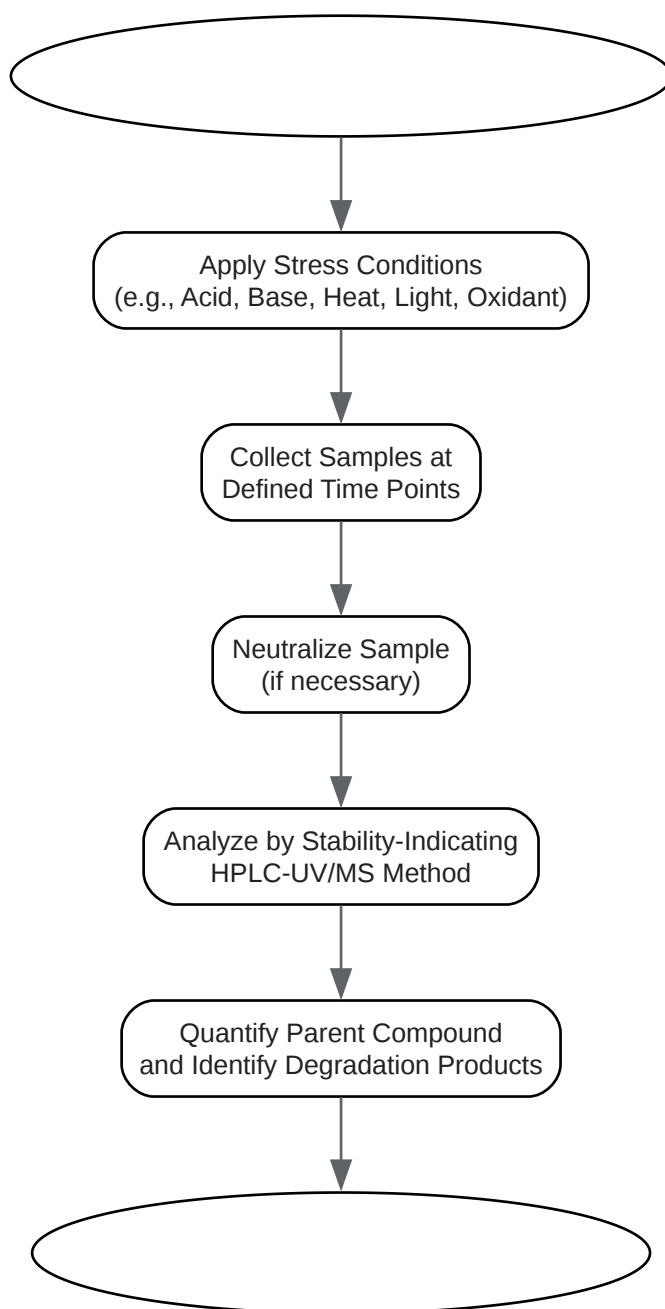 Apply Stress Conditions
(e.g., Acid, Base, Heat, Light, Oxidant)
Collect Samples at
Defined Time Points
Neutralize Sample
(if necessary)
Analyze by Stability-Indicating
HPLC-UV/MS Method
Quantify Parent Compound
and Identify Degradation Products